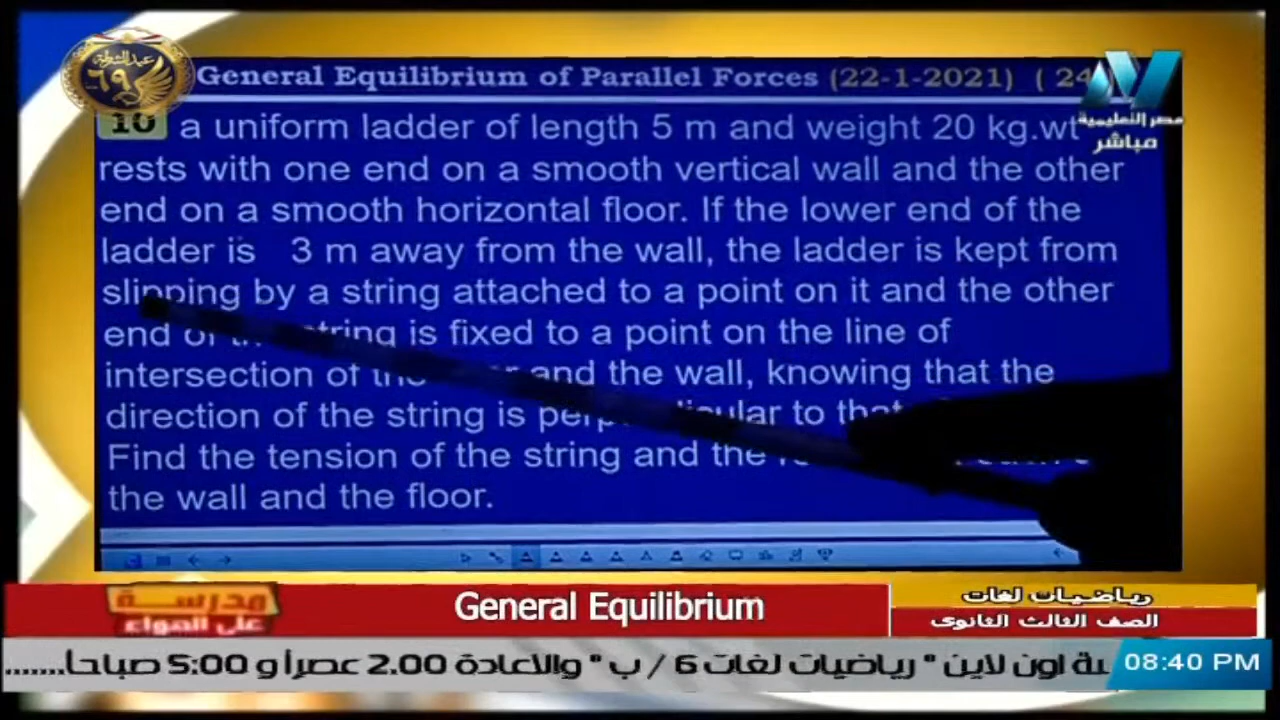 عيد الشرطة
٦٩
General Equilibrium of Parallel Forces (22-1-2021) ( 24
مصر التعليمية
مباشر
10 a uniform ladder of length 5 m and weight 20 kg.wt
rests with one end on a smooth vertical wall and the other
end on a smooth horizontal floor. If the lower end of the
ladder is 3 m away from the wall, the ladder is kept from
slipping by a string attached to a point on it and the other
end string is fixed to a point on the line of
intersection of and the wall, knowing that the
direction of the string is to
Find the tension of the string and the
the wall and the floor.
مدرسة
على الهواء
General Equilibrium
رياضيات لغات
الصف الثالث الثانوى
ة اون لاين " رياضيات لغات 6 / ب " والاعادة 2.00 عصراً و 5:00 صباحاً.......
08:40 PM